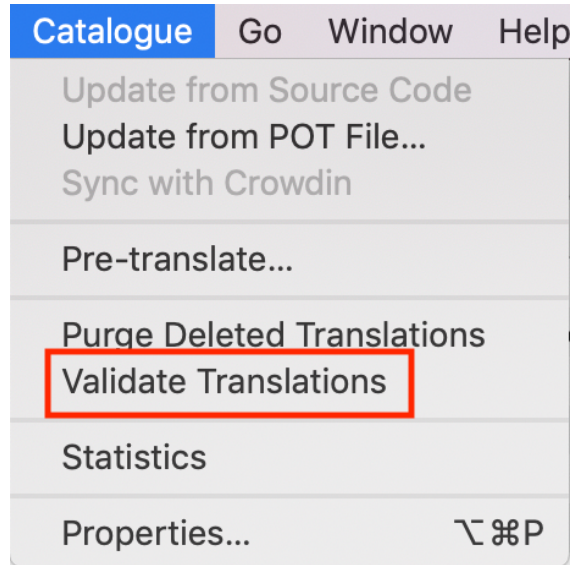 Catalogue Go Window Help
Update from Source Code
Update from POT File...
Sync with Crowdin
Pre-translate...
Purge Deleted Translations
Validate Translations
Statistics
Properties... ⌥⌘P